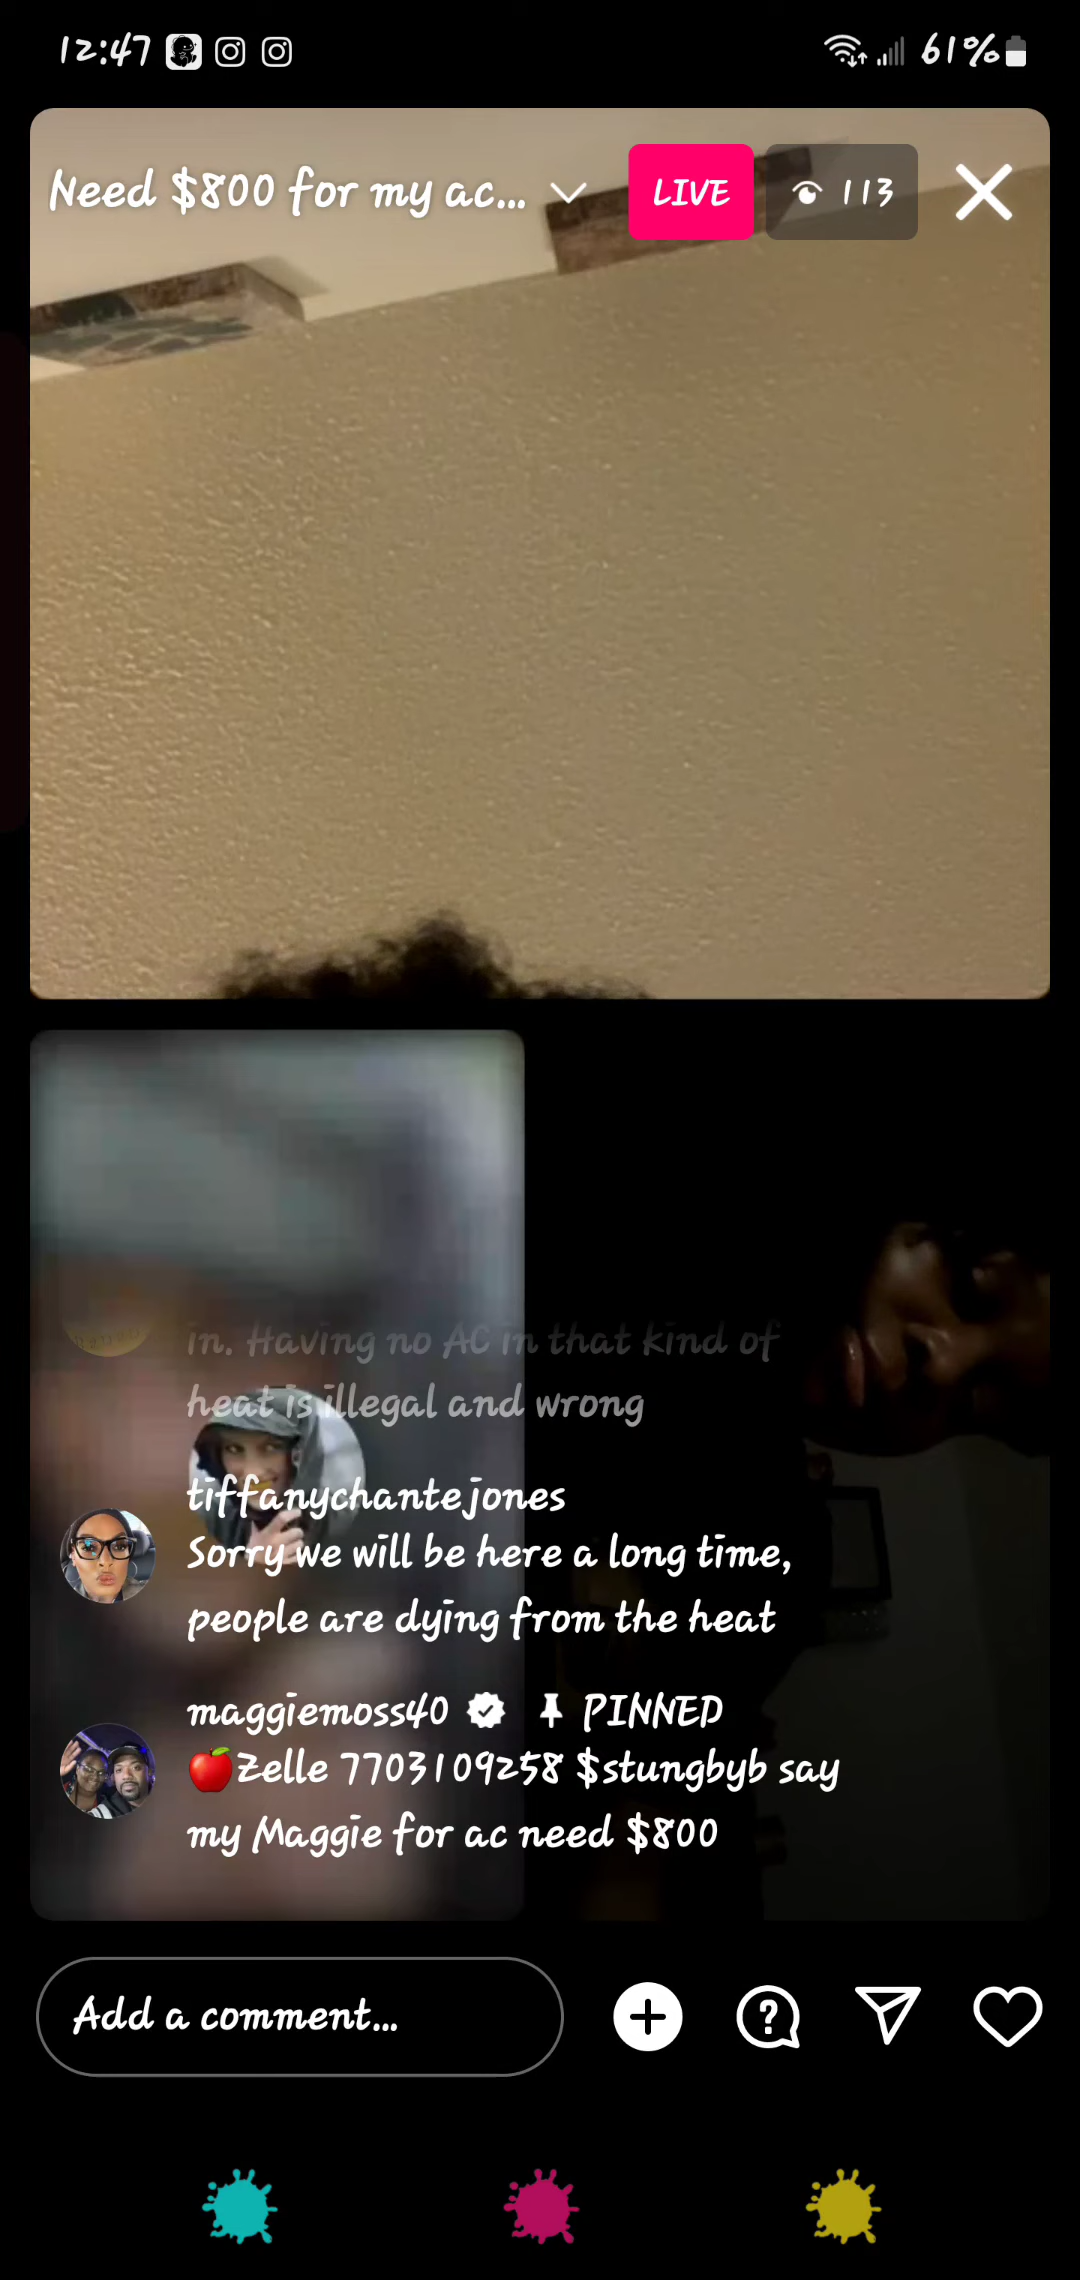 12:47
61%
Need $800 for my ac...
LIVE
113
in. Having no AC in that kind of
heat is illegal and wrong
tiffanychantejones
Sorry we will be here a long time,
people are dying from the heat
maggiemoss40 PINNED
🍎Zelle 7703109258 $stungbyb say
my Maggie for ac need $800
Add a comment...